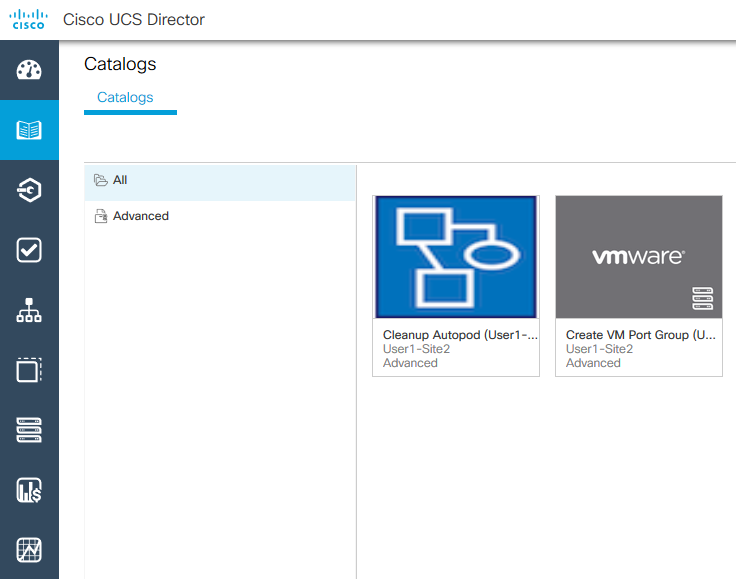 CISCO Cisco UCS Director
Catalogs
Catalogs
All
Advanced
vmware®
Cleanup Autopod (User1-...
User1-Site2
Advanced
Create VM Port Group (U...
User1-Site2
Advanced